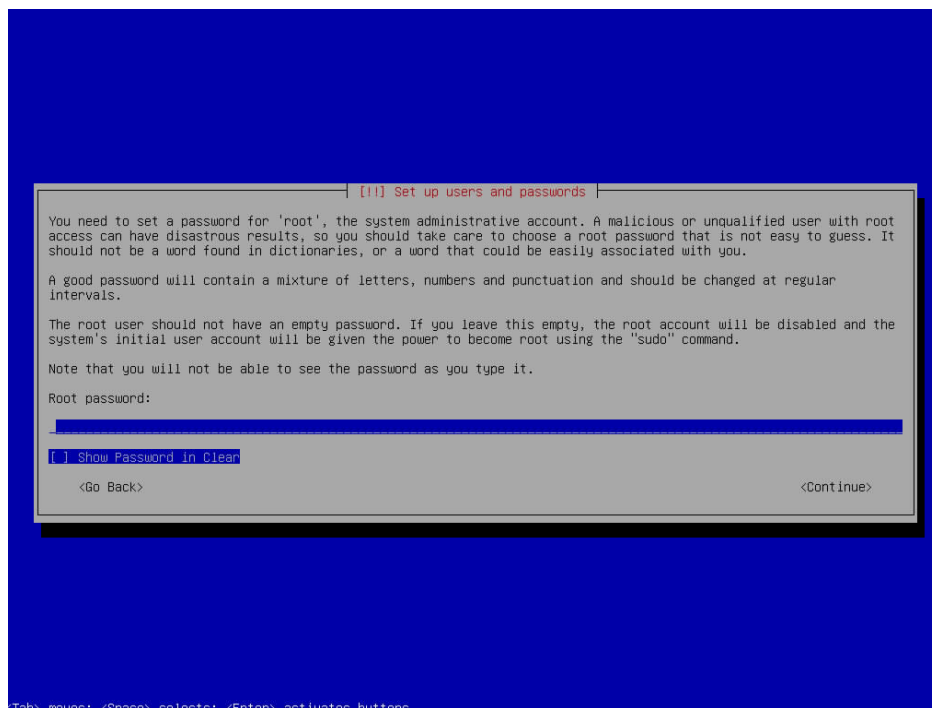 [!!] Set up users and passwords
You need to set a password for 'root', the system administrative account. A malicious or unqualified user with root
access can have disastrous results, so you should take care to choose a root password that is not easy to guess. It
should not be a word found in dictionaries, or a word that could be easily associated with you.
A good password will contain a mixture of letters, numbers and punctuation and should be changed at regular
intervals.
The root user should not have an empty password. If you leave this empty, the root account will be disabled and the
system's initial user account will be given the power to become root using the "sudo" command.
Note that you will not be able to see the password as you type it.
Root password:
[ ] Show Password in Clear
<Go Back> <Continue>
<Tab> moves; <Space> selects; <Enter> activates buttons